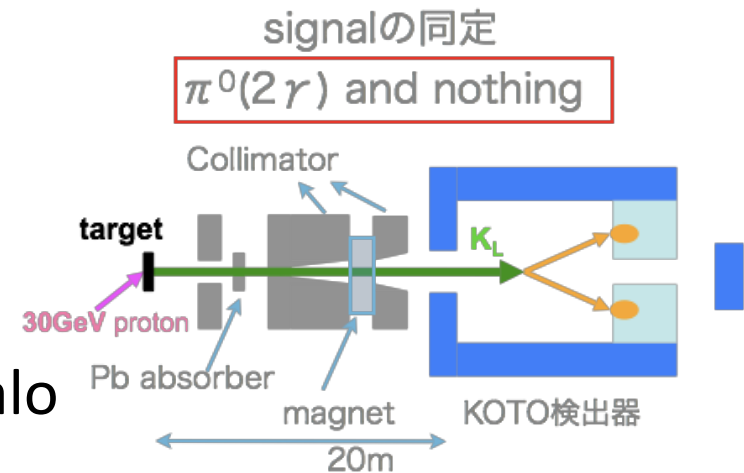 signalの同定
π⁰(2γ) and nothing
Collimator
target
K_L
30GeV proton
Pb absorber
alo
magnet
KOTO検出器
20m